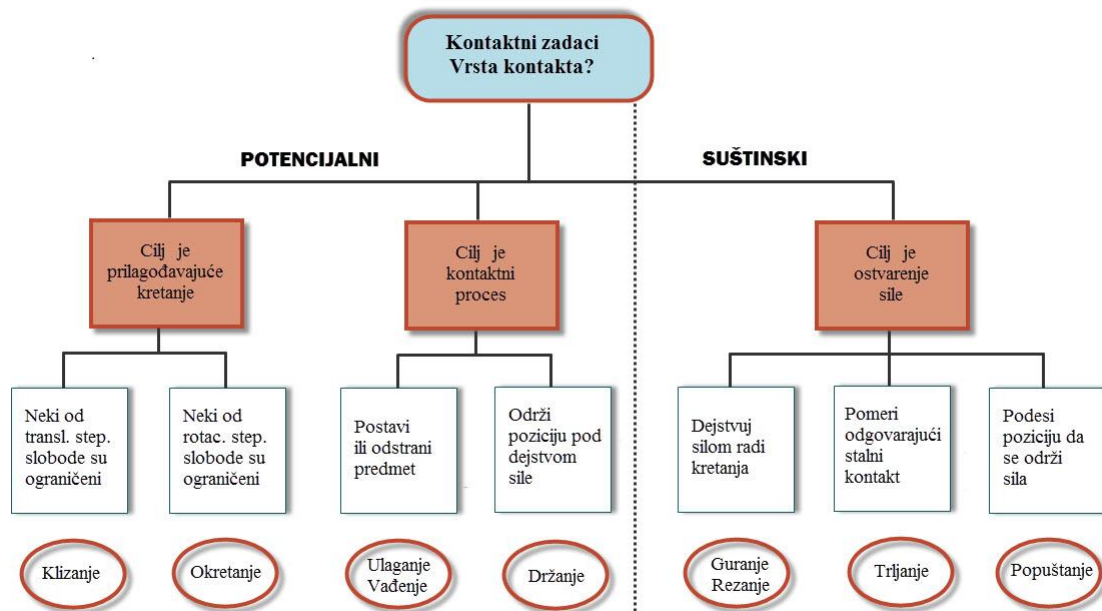 Kontaktni zadaci
Vrsta kontakta?
POTENCIJALNI
SUŠTINSKI
Cilj je
prilagođavajuće
kretanje
Cilj je
kontaktni
proces
Cilj je
ostvarenje
sile
Neki od
transl. step.
slobode su
ograničeni
Neki od
rotac. step.
slobode su
ograničeni
Postavi
ili odstrani
predmet
Održi
poziciju pod
dejstvom
sile
Dejstvuj
silom radi
kretanja
Pomeri
odgovarajući
stalni
kontakt
Podesi
poziciju da
se održi
sila
Klizanje
Okretanje
Ulaganje
Vađenje
Držanje
Guranje
Rezanje
Trljanje
Popuštanje